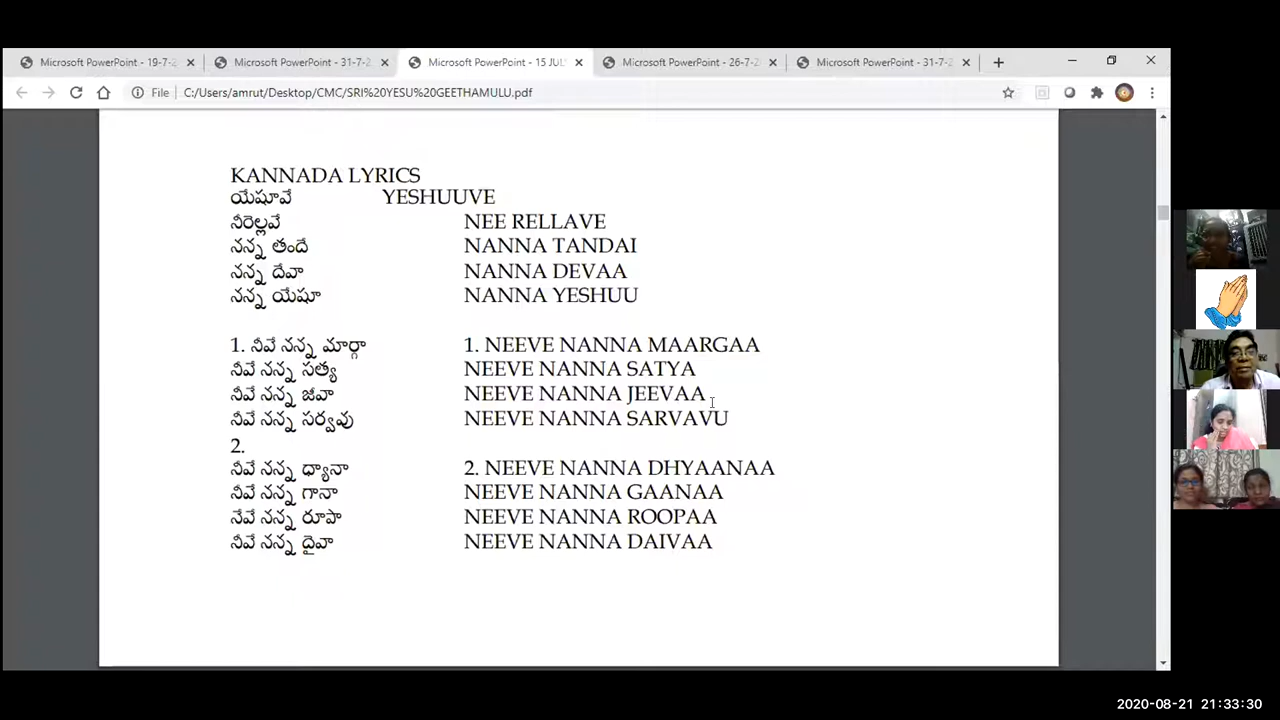 Microsoft PowerPoint - 19-7-2 Microsoft PowerPoint - 31-7-2 Microsoft PowerPoint - 15 JUL Microsoft PowerPoint - 26-7-2 Microsoft PowerPoint - 31-7-2
File C:/Users/amrut/Desktop/CMC/SRI%20YESU%20GEETHAMULU.pdf
KANNADA LYRICS
యేషూవే YESHUUVE
నీరెల్లవే NEE RELLAVE
నన్న తందే NANNA TANDAI
నన్న దేవా NANNA DEVAA
నన్న యేషూ NANNA YESHUU
1. నీవే నన్న మార్గా 1. NEEVE NANNA MAARGAA
నీవే నన్న సత్య NEEVE NANNA SATYA
నీవే నన్న జీవా NEEVE NANNA JEEVAA
నీవే నన్న సర్వవు NEEVE NANNA SARVAVU
2.
నీవే నన్న ధ్యానా 2. NEEVE NANNA DHYAANAA
నీవే నన్న గానా NEEVE NANNA GAANAA
నేవే నన్న రూపా NEEVE NANNA ROOPAA
నీవే నన్న దైవా NEEVE NANNA DAIVAA
2020-08-21 21:33:30